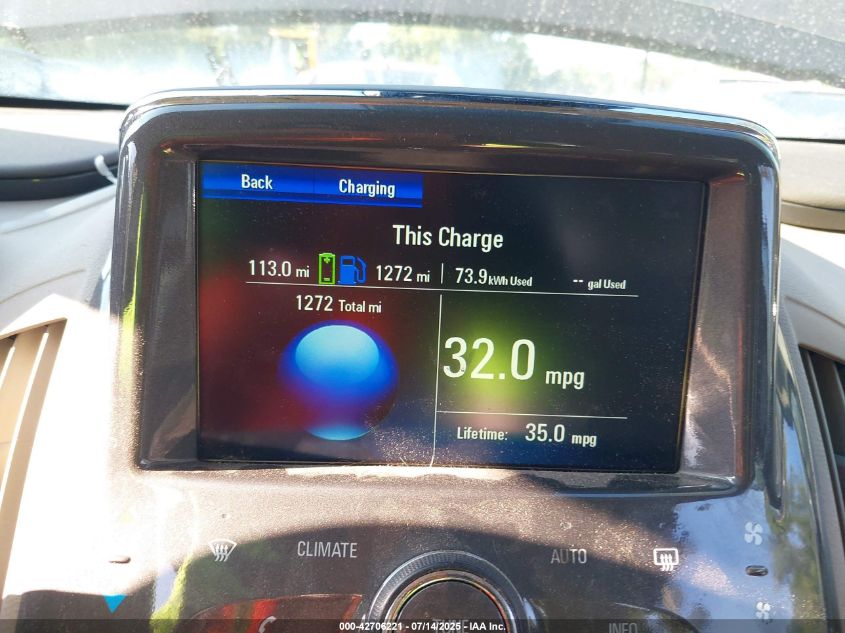 Back Charging
This Charge
113.0 mi 1272 mi 73.9 kWh Used -- gal Used
1272 Total mi
32.0 mpg
Lifetime: 35.0 mpg
CLIMATE AUTO
INFO
000-42706221 - 07/14/2025 - IAA Inc.